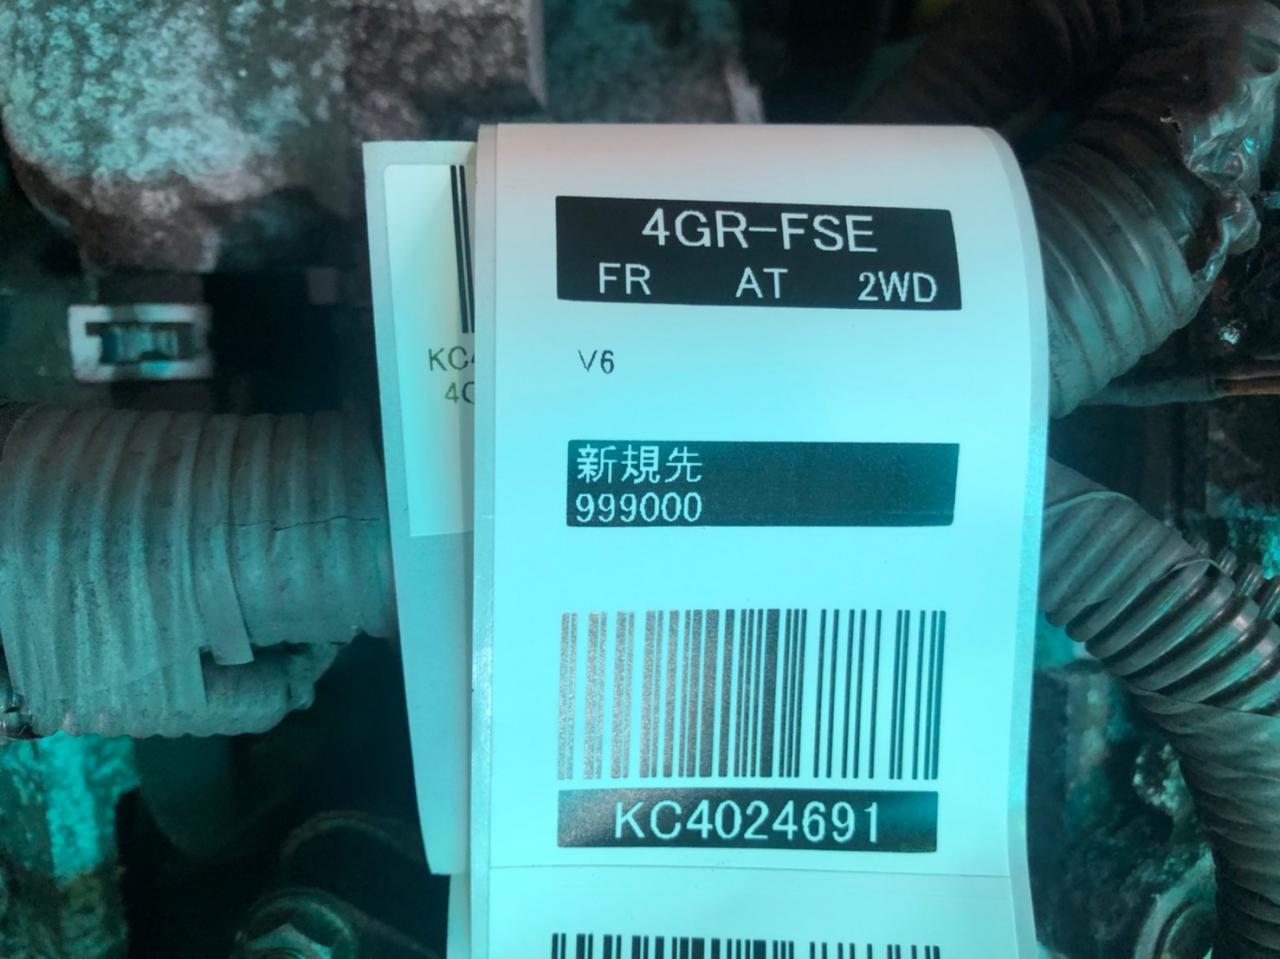 4GR-FSE
FR AT 2WD
V6
新規先
999000
KC4024691